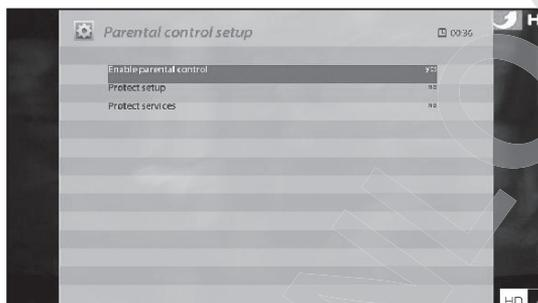 Parental control setup
00:36
Enable parental control yes
Protect setup no
Protect services no
H
HD